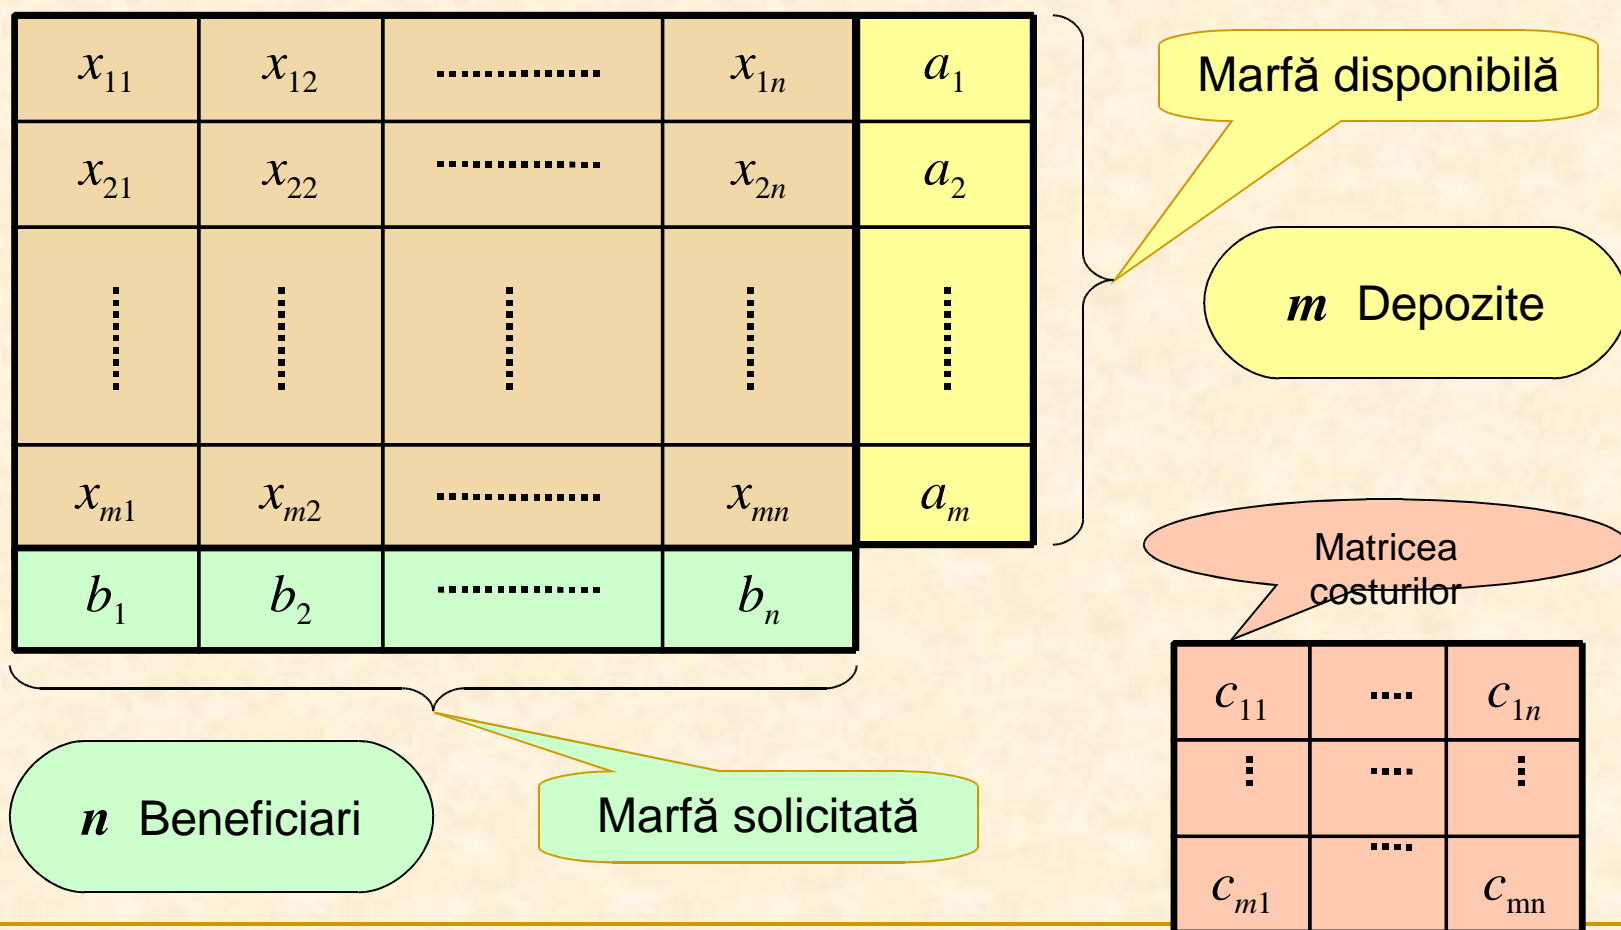 x₁₁ x₁₂ .............. x₁ₙ a₁
x₂₁ x₂₂ .............. x₂ₙ a₂
xₘ₁ xₘ₂ .............. xₘₙ aₘ
b₁ b₂ .............. bₙ
Marfă disponibilă
m Depozite
Matricea
costurilor
c₁₁ .... c₁ₙ
....
cₘ₁ .... cₘₙ
n Beneficiari
Marfă solicitată